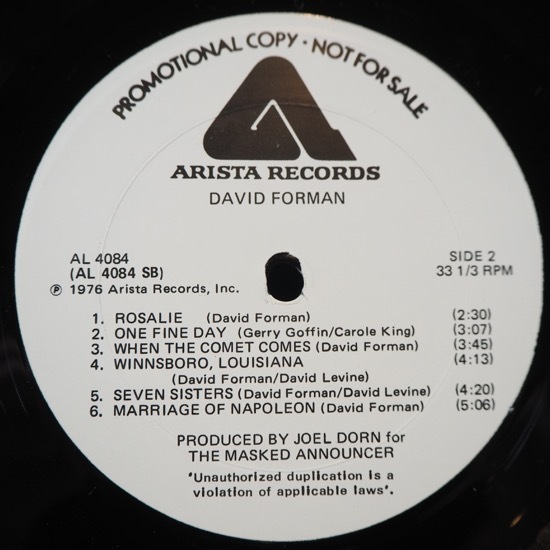 PROMOTIONAL COPY · NOT FOR SALE
ARISTA RECORDS
DAVID FORMAN
AL 4084
(AL 4084 SB)
℗ 1976 Arista Records, Inc.
SIDE 2
33 1/3 RPM
1. ROSALIE (David Forman) (2:30)
2. ONE FINE DAY (Gerry Goffin/Carole King) (3:07)
3. WHEN THE COMET COMES (David Forman) (3:45)
4. WINNSBORO, LOUISIANA (4:13)
(David Forman/David Levine)
5. SEVEN SISTERS (David Forman/David Levine) (4:20)
6. MARRIAGE OF NAPOLEON (David Forman) (5:06)
PRODUCED BY JOEL DORN for
THE MASKED ANNOUNCER
"Unauthorized duplication is a
violation of applicable laws".